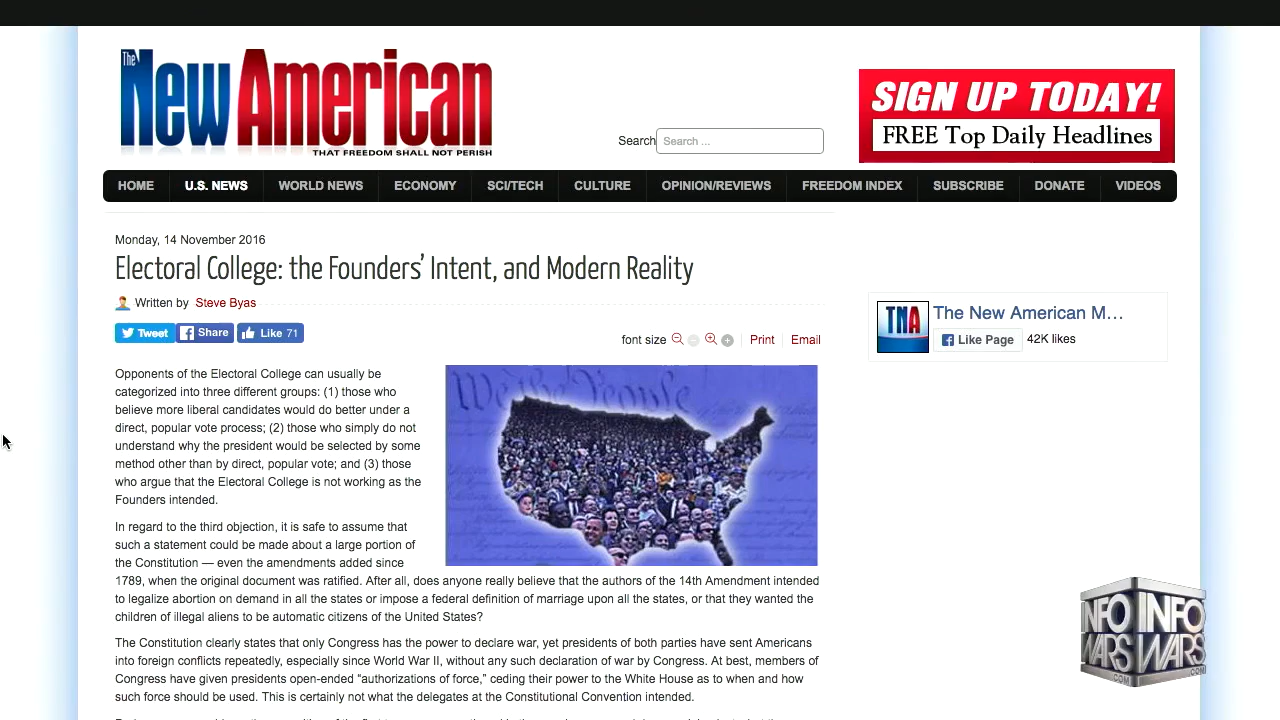 The New American
THAT FREEDOM SHALL NOT PERISH
Search Search ...
SIGN UP TODAY!
FREE Top Daily Headlines
HOME U.S. NEWS WORLD NEWS ECONOMY SCI/TECH CULTURE OPINION/REVIEWS FREEDOM INDEX SUBSCRIBE DONATE VIDEOS
Monday, 14 November 2016
Electoral College: the Founders’ Intent, and Modern Reality
Written by Steve Byas
Tweet Share Like 71
font size Print Email
TNA The New American M…
Like Page 42K likes
We the People
Opponents of the Electoral College can usually be
categorized into three different groups: (1) those who
believe more liberal candidates would do better under a
direct, popular vote process; (2) those who simply do not
understand why the president would be selected by some
method other than by direct, popular vote; and (3) those
who argue that the Electoral College is not working as the
Founders intended.
In regard to the third objection, it is safe to assume that
such a statement could be made about a large portion of
the Constitution — even the amendments added since
1789, when the original document was ratified. After all, does anyone really believe that the authors of the 14th Amendment intended
to legalize abortion on demand in all the states or impose a federal definition of marriage upon all the states, or that they wanted the
children of illegal aliens to be automatic citizens of the United States?
The Constitution clearly states that only Congress has the power to declare war, yet presidents of both parties have sent Americans
into foreign conflicts repeatedly, especially since World War II, without any such declaration of war by Congress. At best, members of
Congress have given presidents open-ended “authorizations of force,” ceding their power to the White House as to when and how
such force should be used. This is certainly not what the delegates at the Constitutional Convention intended.
INFO WARS .COM INFO WARS .COM